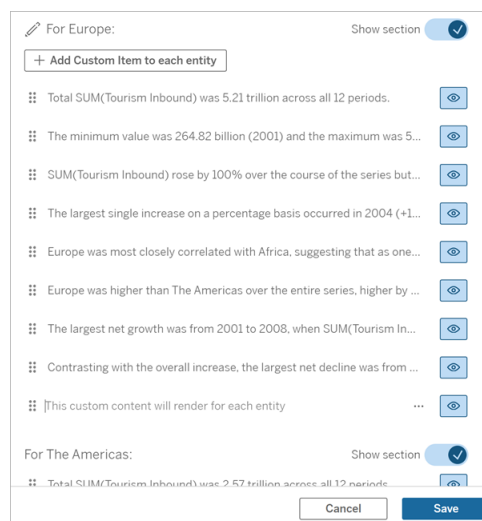 For Europe:
Show section
+ Add Custom Item to each entity
Total SUM(Tourism Inbound) was 5.21 trillion across all 12 periods.
The minimum value was 264.82 billion (2001) and the maximum was 5...
SUM(Tourism Inbound) rose by 100% over the course of the series but...
The largest single increase on a percentage basis occurred in 2004 (+1...
Europe was most closely correlated with Africa, suggesting that as one...
Europe was higher than The Americas over the entire series, higher by ...
The largest net growth was from 2001 to 2008, when SUM(Tourism In...
Contrasting with the overall increase, the largest net decline was from ...
This custom content will render for each entity
...
For The Americas:
Show section
Total SUM(Tourism Inbound) was 2.57 trillion across all 12 periods.
Cancel
Save